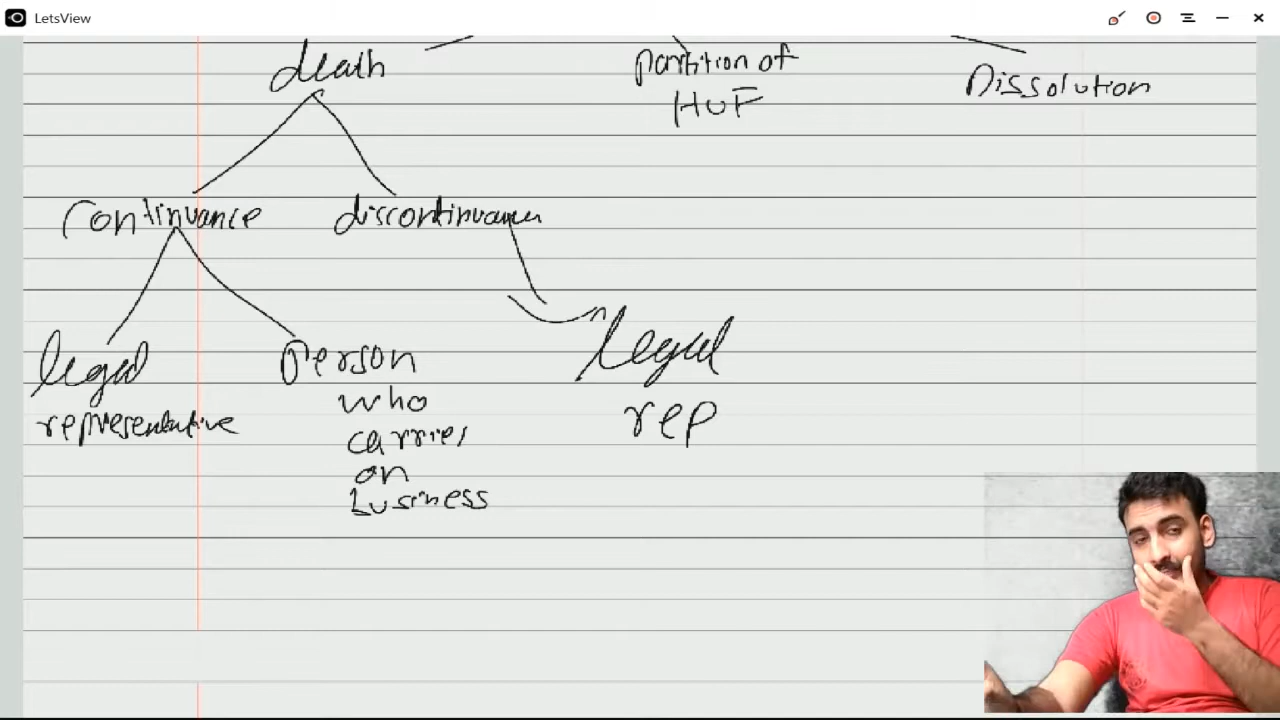 LetsView
death
partition of
HUF
Dissolution
Continuance
discontinuance
legal
representative
person
who
carries
on
business
legal
rep